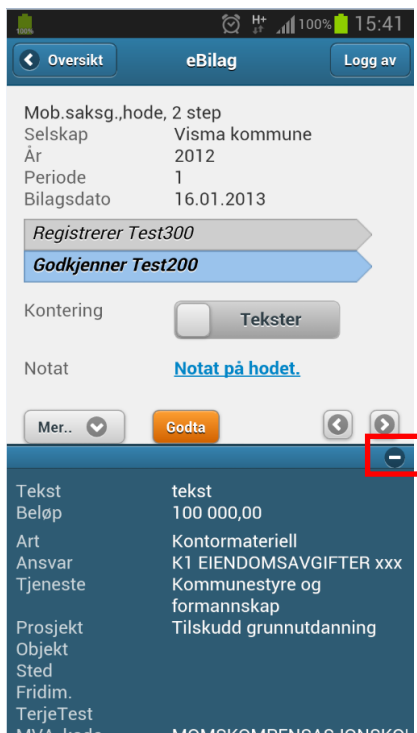 100% H+ 100% 15:41
Oversikt eBilag Logg av
Mob.saksg.,hode, 2 step
Selskap Visma kommune
År 2012
Periode 1
Bilagsdato 16.01.2013
Registrerer Test300
Godkjenner Test200
Kontering Tekster
Notat Notat på hodet.
Mer.. Godta
Tekst tekst
Beløp 100 000,00
Art Kontormateriell
Ansvar K1 EIENDOMSAVGIFTER xxx
Tjeneste Kommunestyre og
formannskap
Prosjekt Tilskudd grunnutdanning
Objekt
Sted
Fridim.
TerjeTest